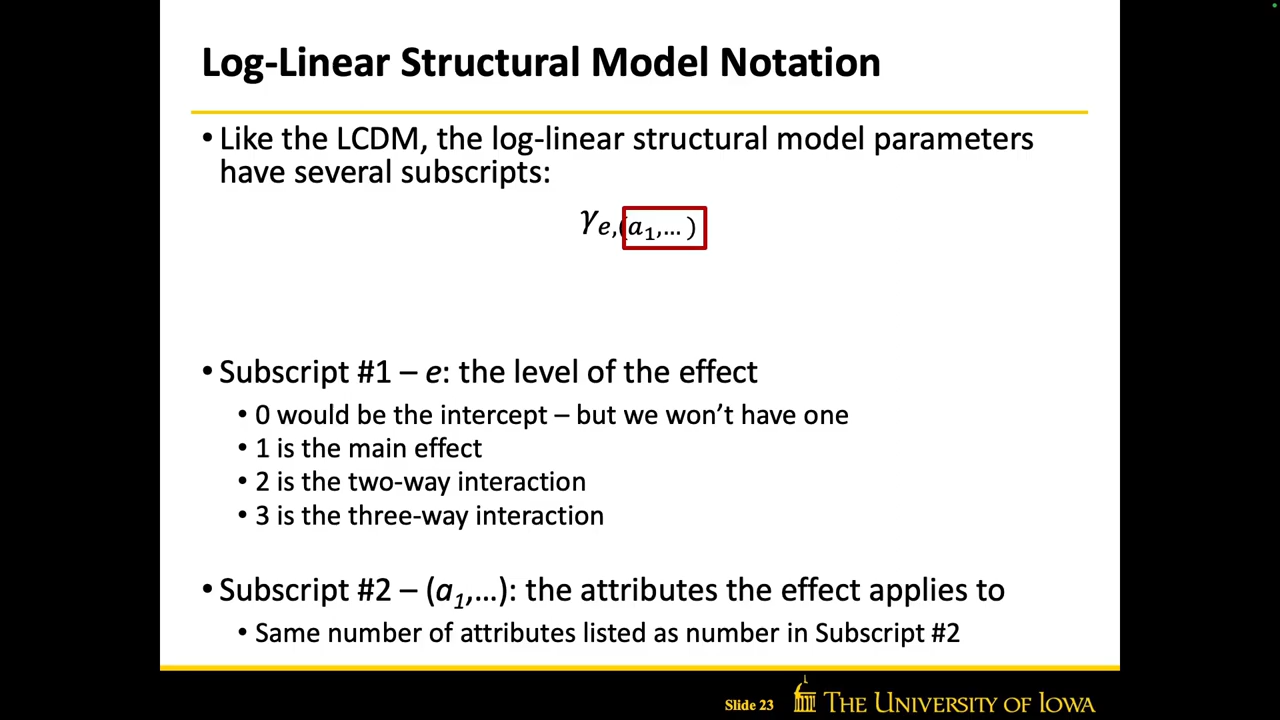 Log-Linear Structural Model Notation
• Like the LCDM, the log-linear structural model parameters
have several subscripts:
γe,(a1,… )
• Subscript #1 – e: the level of the effect
• 0 would be the intercept – but we won’t have one
• 1 is the main effect
• 2 is the two-way interaction
• 3 is the three-way interaction
• Subscript #2 – (a1,…): the attributes the effect applies to
• Same number of attributes listed as number in Subscript #2
Slide 23
THE UNIVERSITY OF IOWA